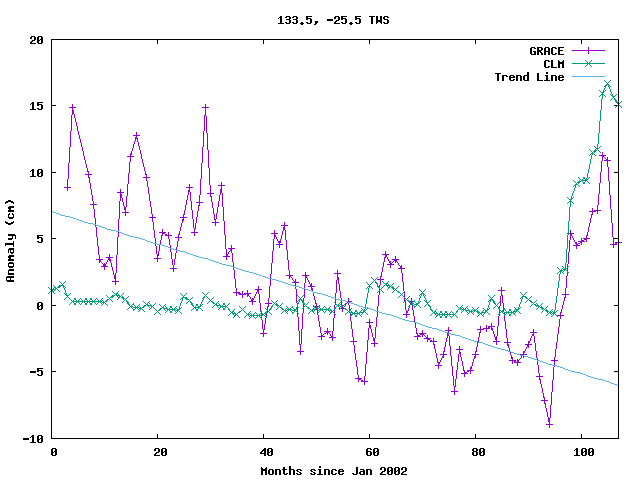 133.5, -25.5 TWS
GRACE
CLM
Trend Line
20
15
10
5
0
-5
-10
Anomaly (cm)
0 20 40 60 80 100
Months since Jan 2002